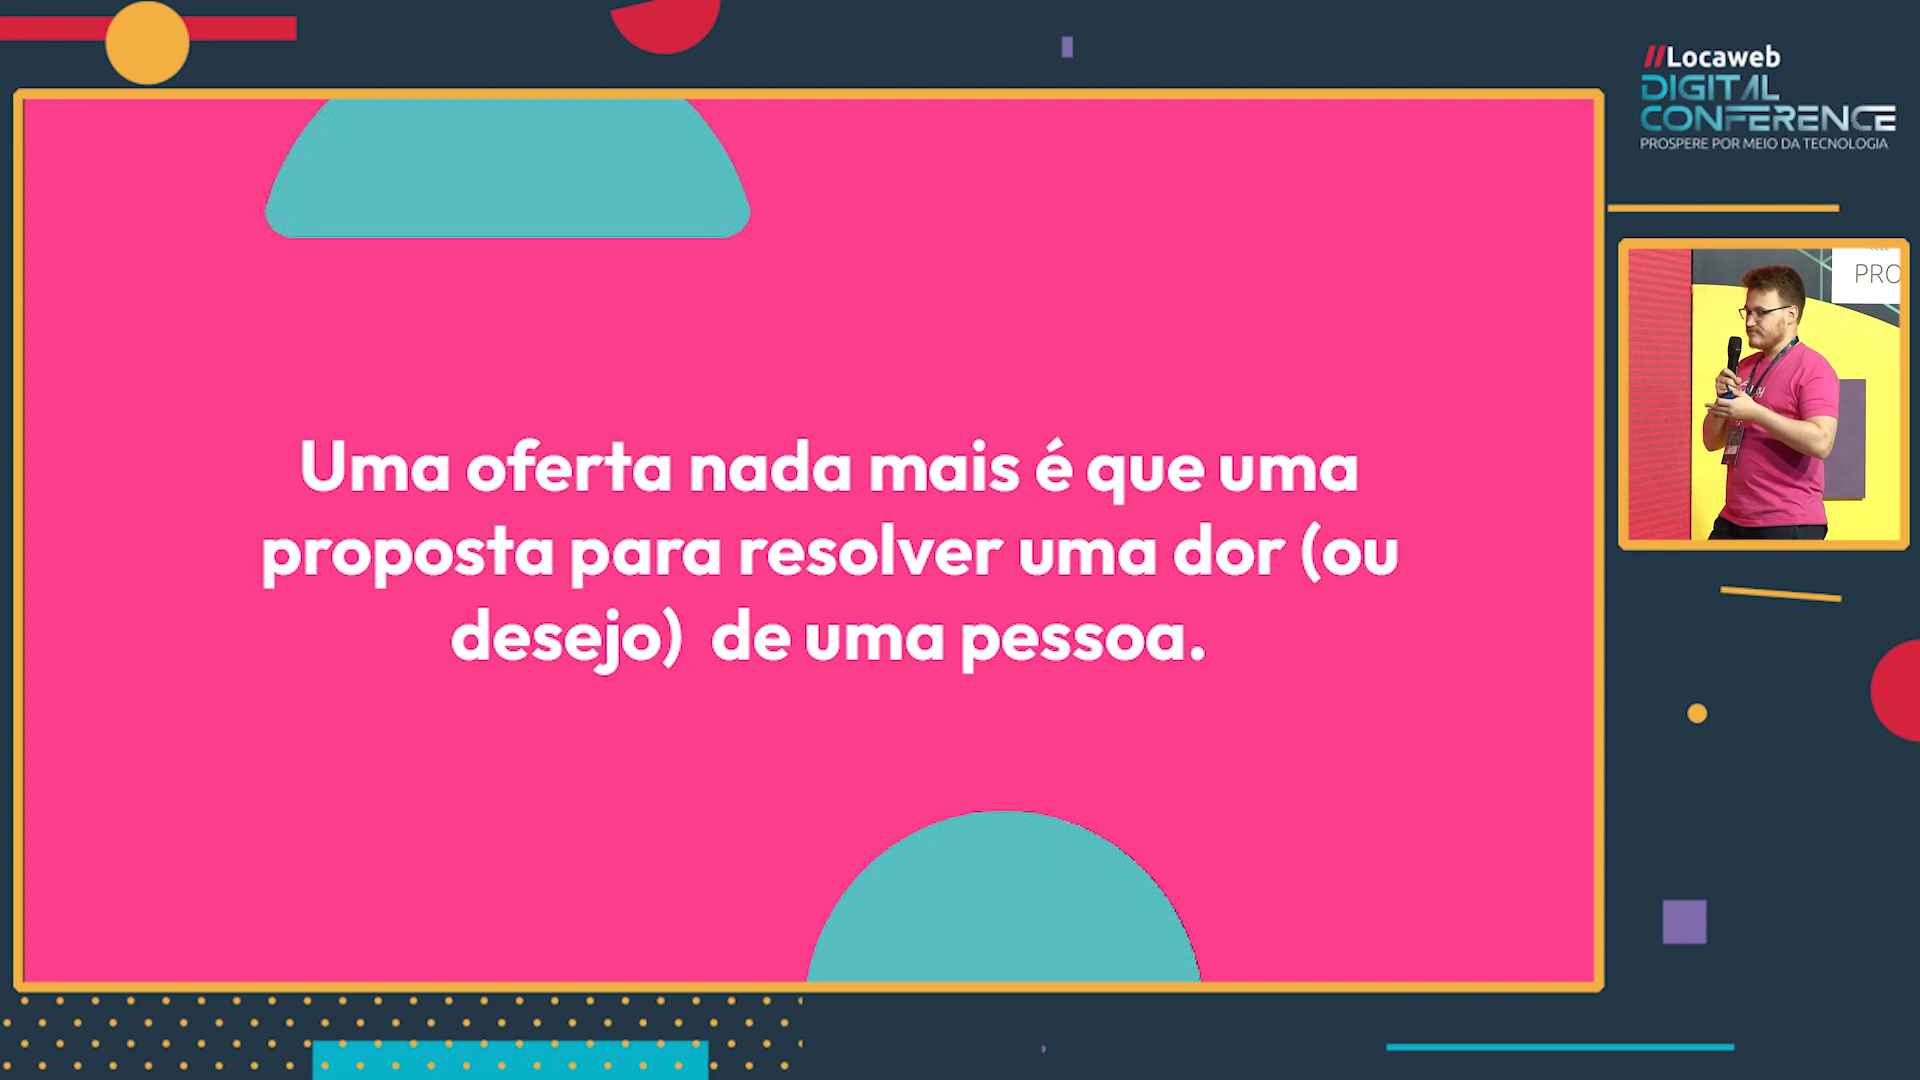 //Locaweb
DIGITAL
CONFERENCE
PROSPERE POR MEIO DA TECNOLOGIA
Uma oferta nada mais é que uma
proposta para resolver uma dor (ou
desejo) de uma pessoa.
PRO